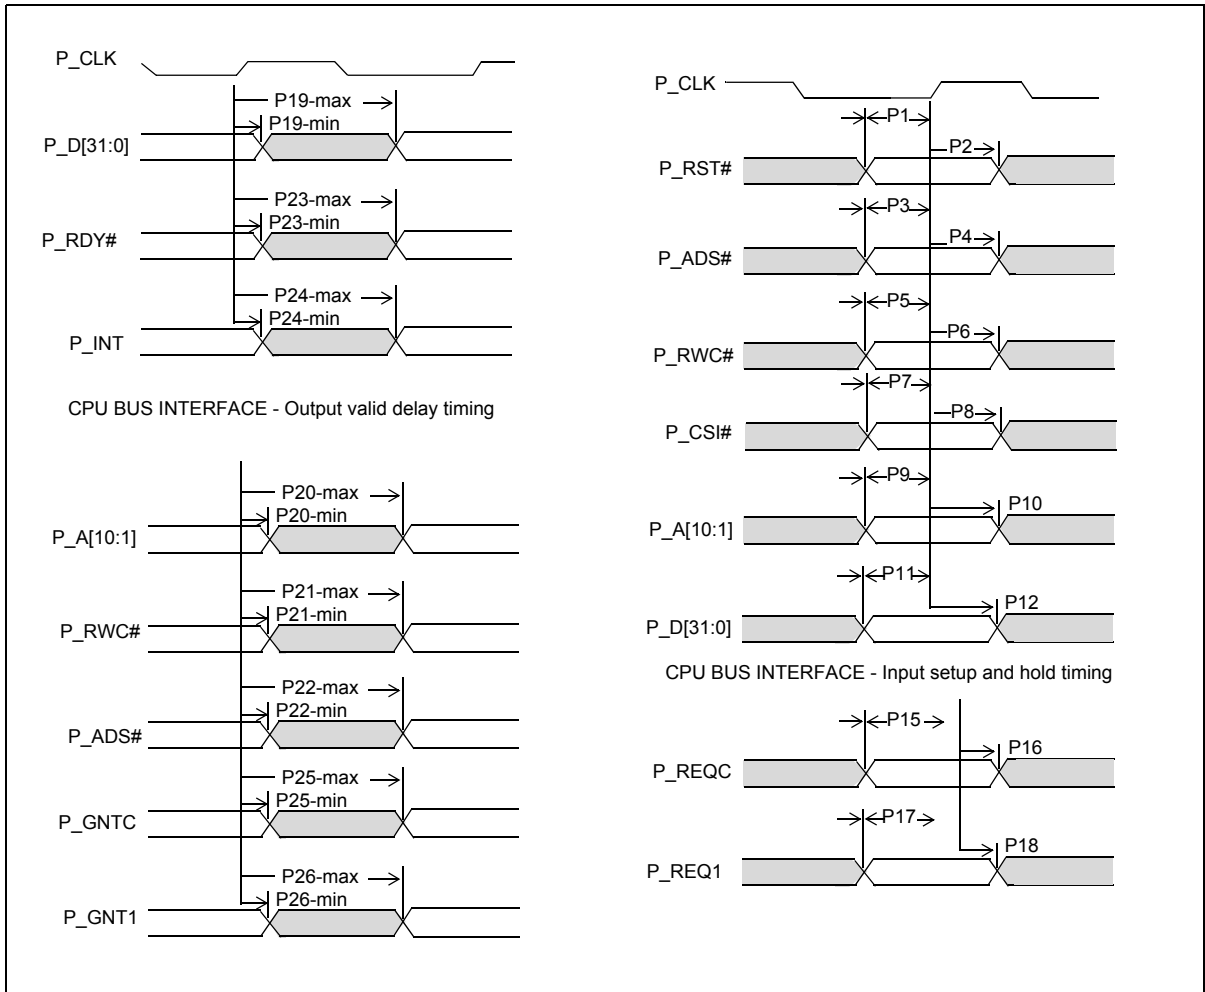 P_CLK
P19-max
P19-min
P_D[31:0]
P23-max
P23-min
P_RDY#
P24-max
P24-min
P_INT
CPU BUS INTERFACE - Output valid delay timing
P20-max
P20-min
P_A[10:1]
P21-max
P21-min
P_RWC#
P22-max
P22-min
P_ADS#
P25-max
P25-min
P_GNTC
P26-max
P26-min
P_GNT1
P_CLK
P1
P2
P_RST#
P3
P4
P_ADS#
P5
P6
P_RWC#
P7
P8
P_CSI#
P9
P10
P_A[10:1]
P11
P12
P_D[31:0]
CPU BUS INTERFACE - Input setup and hold timing
P15
P16
P_REQC
P17
P18
P_REQ1